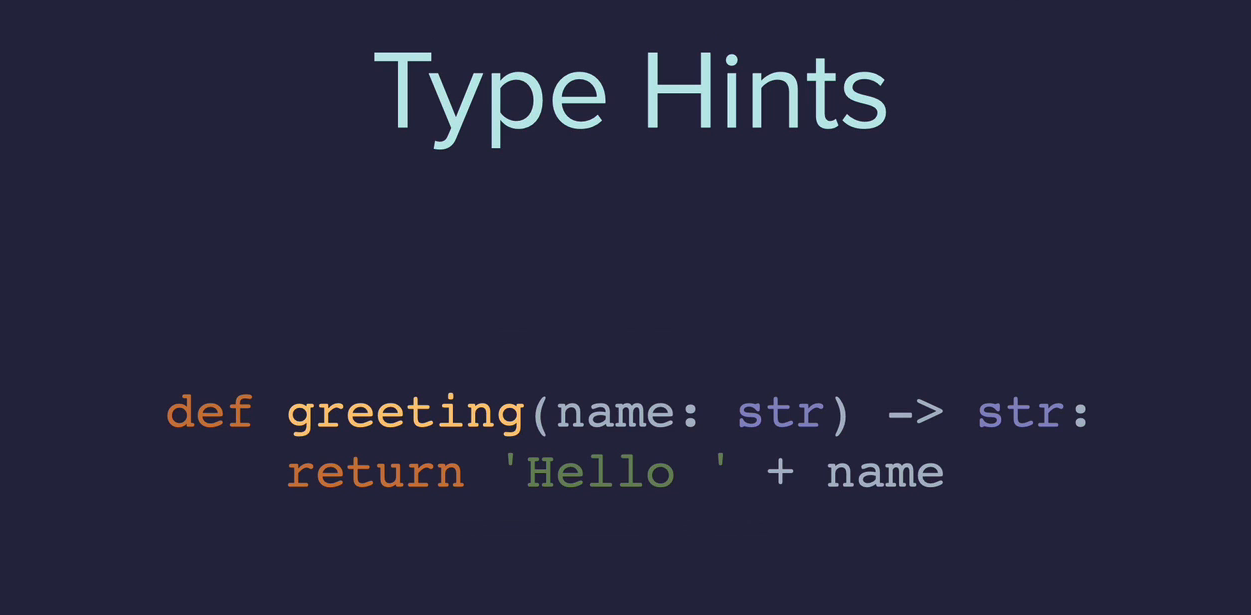 Type Hints
def greeting(name: str) -> str:
    return 'Hello ' + name